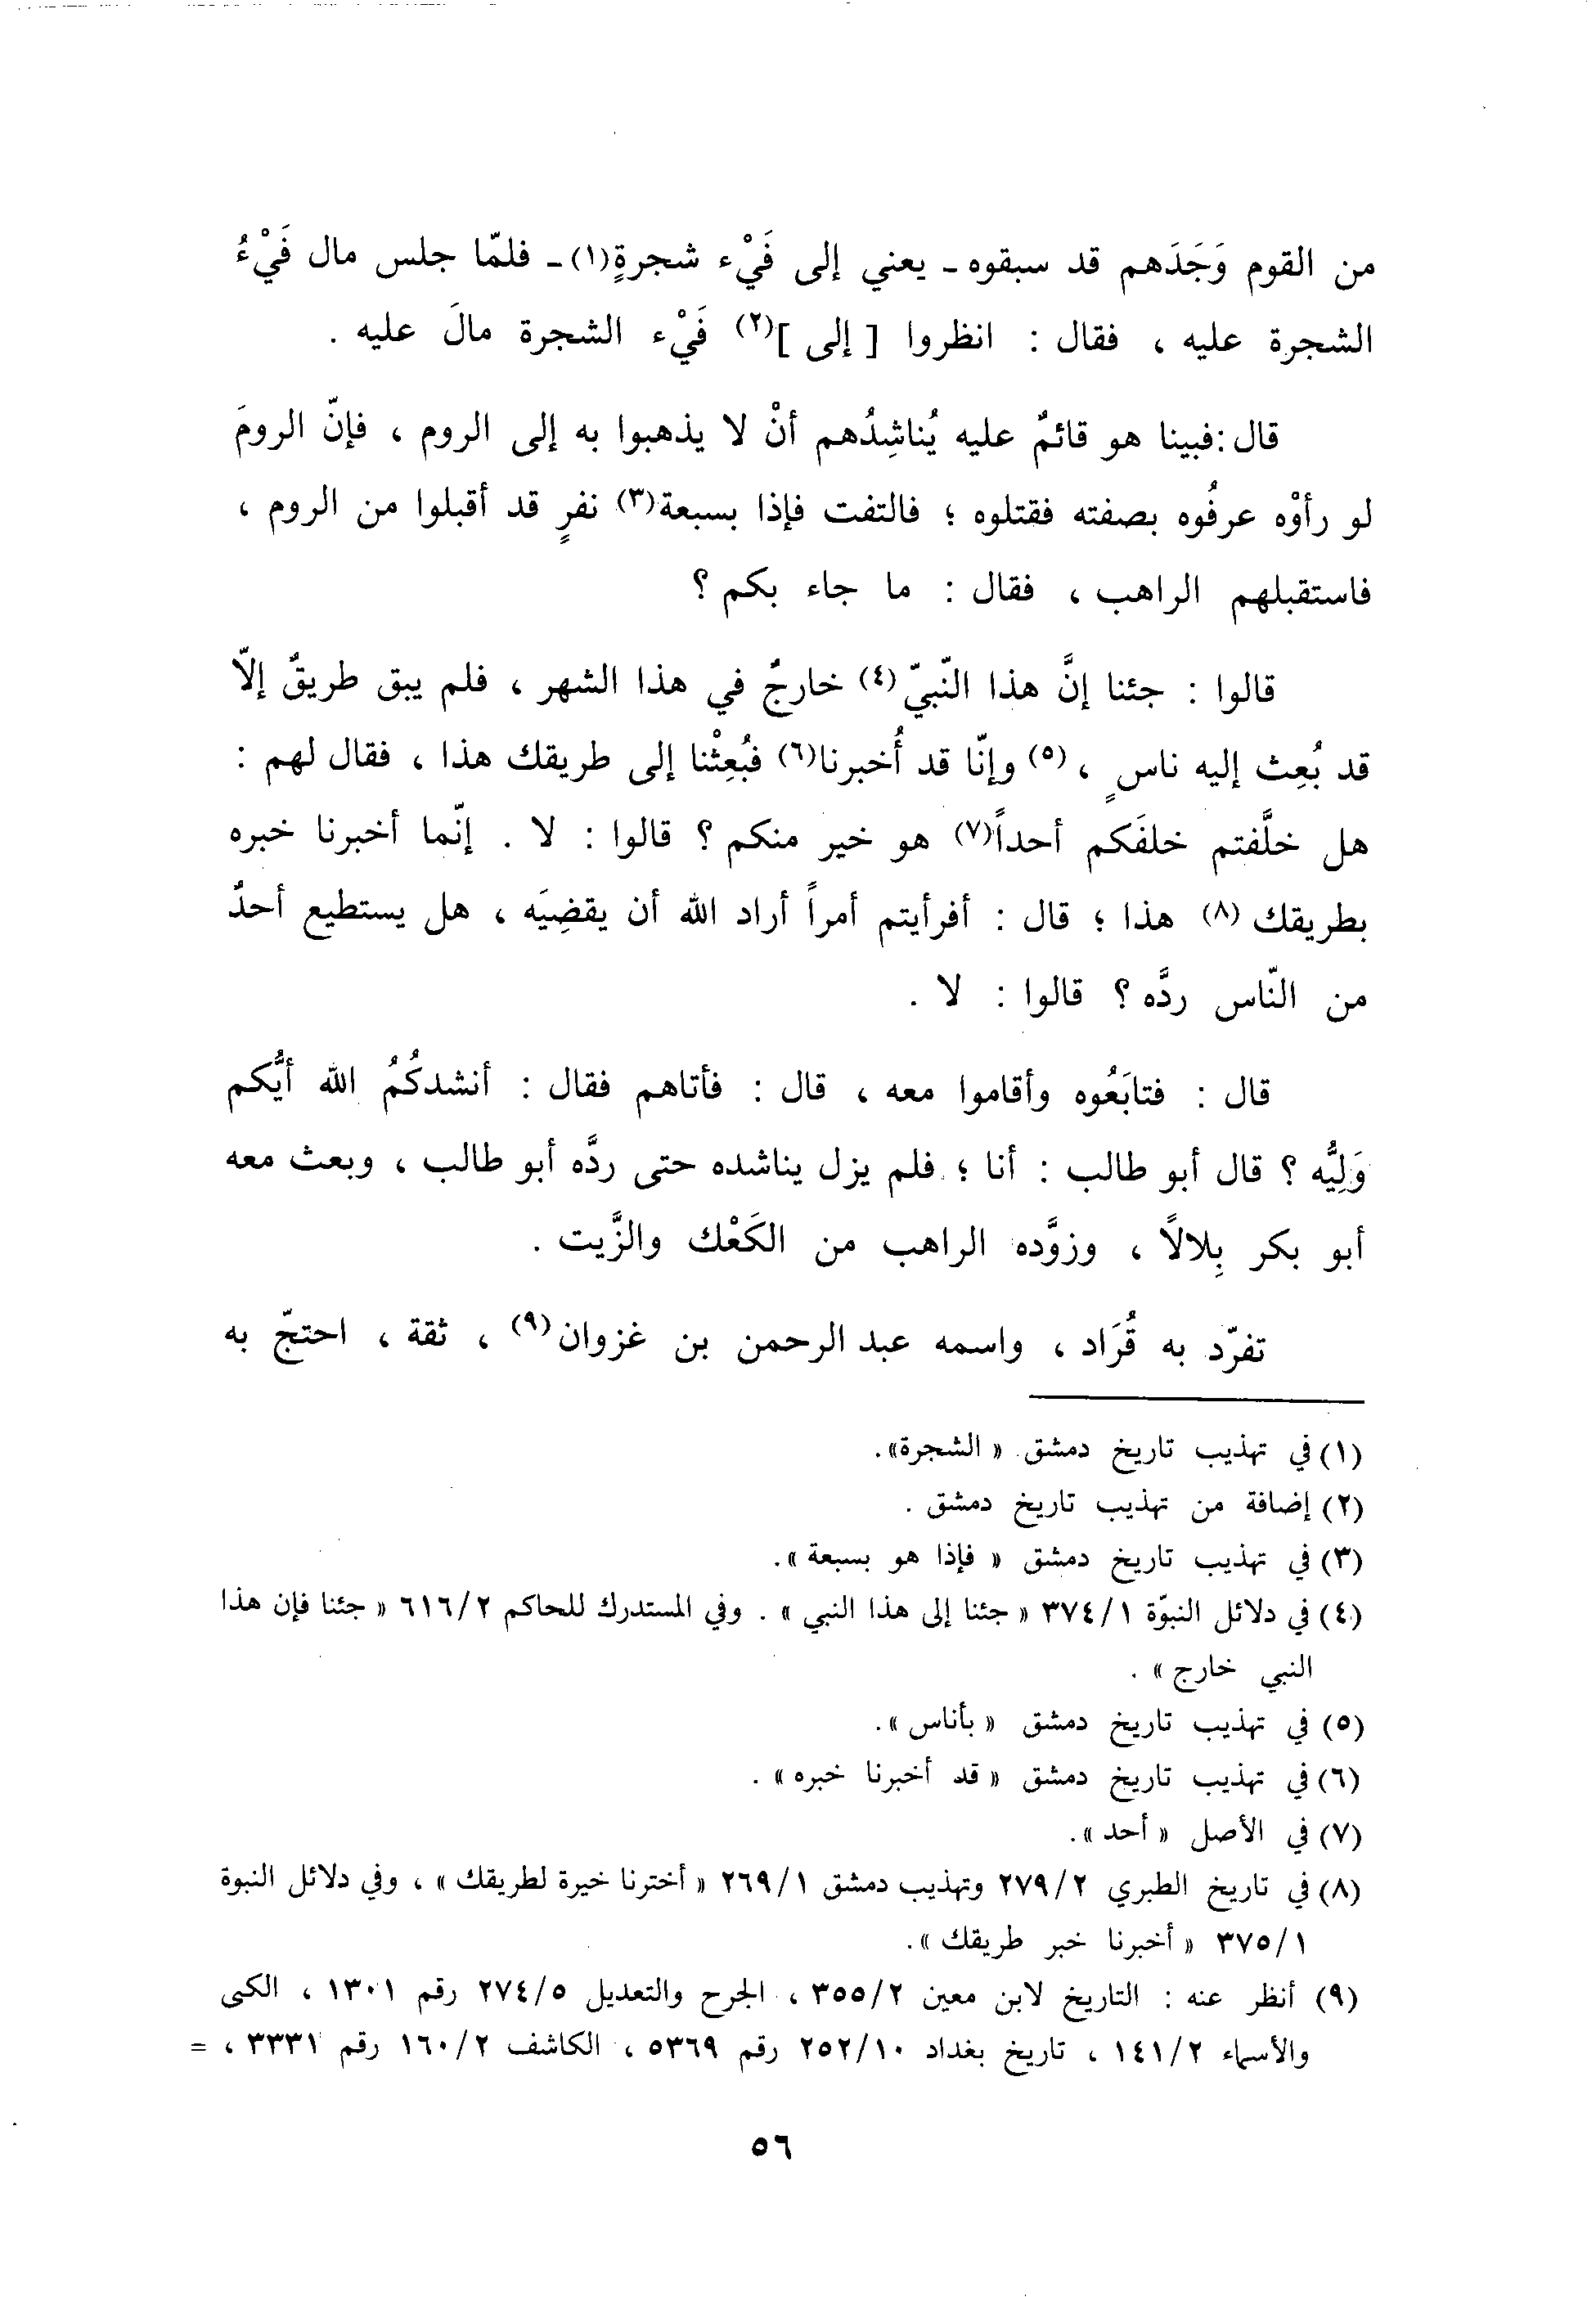 من القوم وَجَدَهم قد سبقوه ـ يعني إلى فَيْء شجرةٍ(١) ـ فلمّا جلس مال فَيْءُ
الشجرة عليه ، فقال : انظروا [ إلى ](٢) فَيْء الشجرة مالَ عليه .
قال :فبينا هو قائمٌ عليه يُناشِدُهم أنْ لا يذهبوا به إلى الروم ، فإنّ الرومَ
لو رأوْه عرفُوه بصفته فقتلوه ؛ فالتفت فإذا بسبعة(٣) نفرٍ قد أقبلوا من الروم ،
فاستقبلهم الراهب ، فقال : ما جاء بكم ؟
قالوا : جئنا إنَّ هذا النّبيّ(٤) خارجٌ في هذا الشهر ، فلم يبق طريقٌ إلاّ
قد بُعِث إليه ناسٍ ،(٥) وإنّا قد أُخبرنا(٦) فبُعِثْنا إلى طريقك هذا ، فقال لهم :
هل خلَّفتم خلفَكم أحداً(٧) هو خير منكم ؟ قالوا : لا . إنّما أخبرنا خبره
بطريقك (٨) هذا ؛ قال : أفرأيتم أمراً أراد الله أن يقضِيَه ، هل يستطيع أحدٌ
من النّاس ردَّه ؟ قالوا : لا .
قال : فتابَعُوه وأقاموا معه ، قال : فأتاهم فقال : أنشدكُمُ الله أيُّكم
وَلِيُّه ؟ قال أبو طالب : أنا ؛ فلم يزل يناشده حتى ردَّه أبو طالب ، وبعث معه
أبو بكر بِلالاً ، وزوَّده الراهب من الكَعْك والزَّيت .
تفرّد به قُرَاد ، واسمه عبد الرحمن بن غزوان(٩) ، ثقة ، احتجّ به
(١) في تهذيب تاريخ دمشق « الشجرة».
(٢) إضافة من تهذيب تاريخ دمشق .
(٣) في تهذيب تاريخ دمشق « فإذا هو بسبعة ».
(٤) في دلائل النبوّة ٣٧٤/١ « جئنا إلى هذا النبي » . وفي المستدرك للحاكم ٦١٦/٢ « جئنا فإن هذا
النبي خارج » .
(٥) في تهذيب تاريخ دمشق « بأناس ».
(٦) في تهذيب تاريخ دمشق « قد أخبرنا خبره » .
(٧) في الأصل « أحد ».
(٨) في تاريخ الطبري ٢٧٩/٢ وتهذيب دمشق ٢٦٩/١ « أخترنا خيرة لطريقك » ، وفي دلائل النبوة
٣٧٥/١ « أخبرنا خبر طريقك ».
(٩) أنظر عنه : التاريخ لابن معين ٣٥٥/٢ ، الجرح والتعديل ٢٧٤/٥ رقم ١٣٠١ ، الكنى
والأسماء ١٤١/٢ ، تاريخ بغداد ٢٥٢/١٠ رقم ٥٣٦٩ ، الكاشف ١٦٠/٢ رقم ٣٣٣١ ، =
٥٦